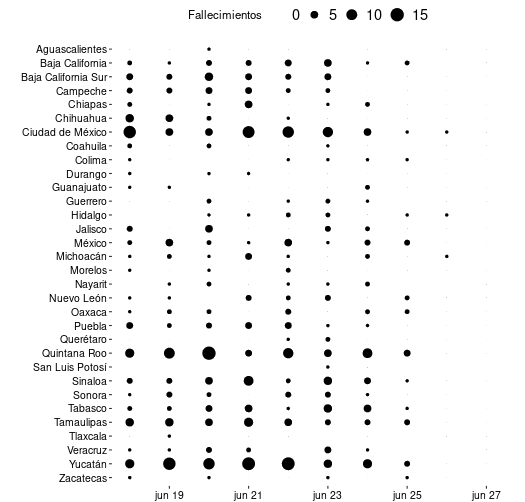 Fallecimientos 0 5 10 15
Aguascalientes
Baja California
Baja California Sur
Campeche
Chiapas
Chihuahua
Ciudad de México
Coahuila
Colima
Durango
Guanajuato
Guerrero
Hidalgo
Jalisco
México
Michoacán
Morelos
Nayarit
Nuevo León
Oaxaca
Puebla
Querétaro
Quintana Roo
San Luis Potosí
Sinaloa
Sonora
Tabasco
Tamaulipas
Tlaxcala
Veracruz
Yucatán
Zacatecas
jun 19 jun 21 jun 23 jun 25 jun 27